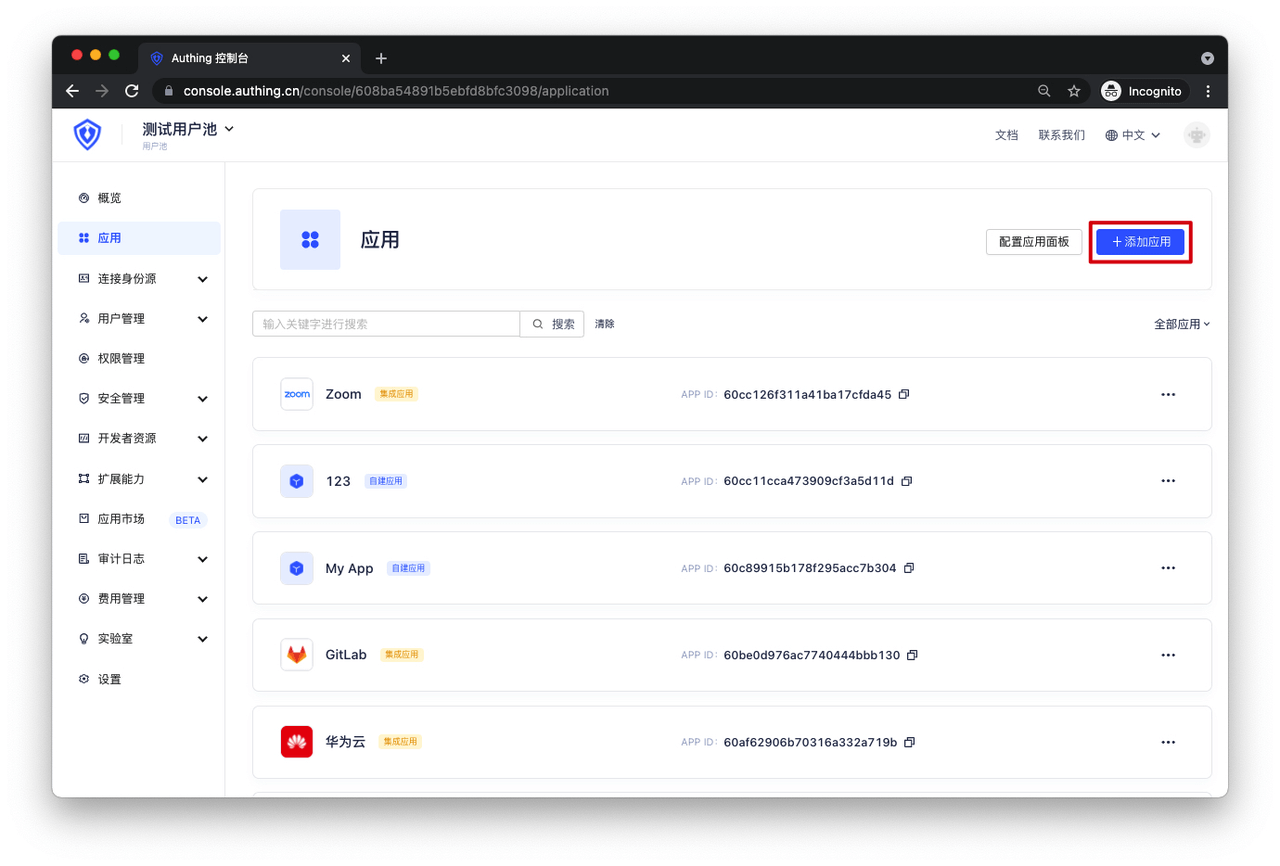 Authing 控制台
console.authing.cn/console/608ba54891b5ebfd8bfc3098/application
Incognito
测试用户池
用户池
文档 联系我们 中文
概览
应用
连接身份源
用户管理
权限管理
安全管理
开发者资源
扩展能力
应用市场 BETA
审计日志
费用管理
实验室
设置
应用
配置应用面板
+ 添加应用
输入关键字进行搜索 搜索 清除
全部应用
zoom Zoom 集成应用 APP ID: 60cc126f311a41ba17cfda45
123 自建应用 APP ID: 60cc11cca473909cf3a5d11d
My App 自建应用 APP ID: 60c89915b178f295acc7b304
GitLab 集成应用 APP ID: 60be0d976ac7740444bbb130
华为云 集成应用 APP ID: 60af62906b70316a332a719b